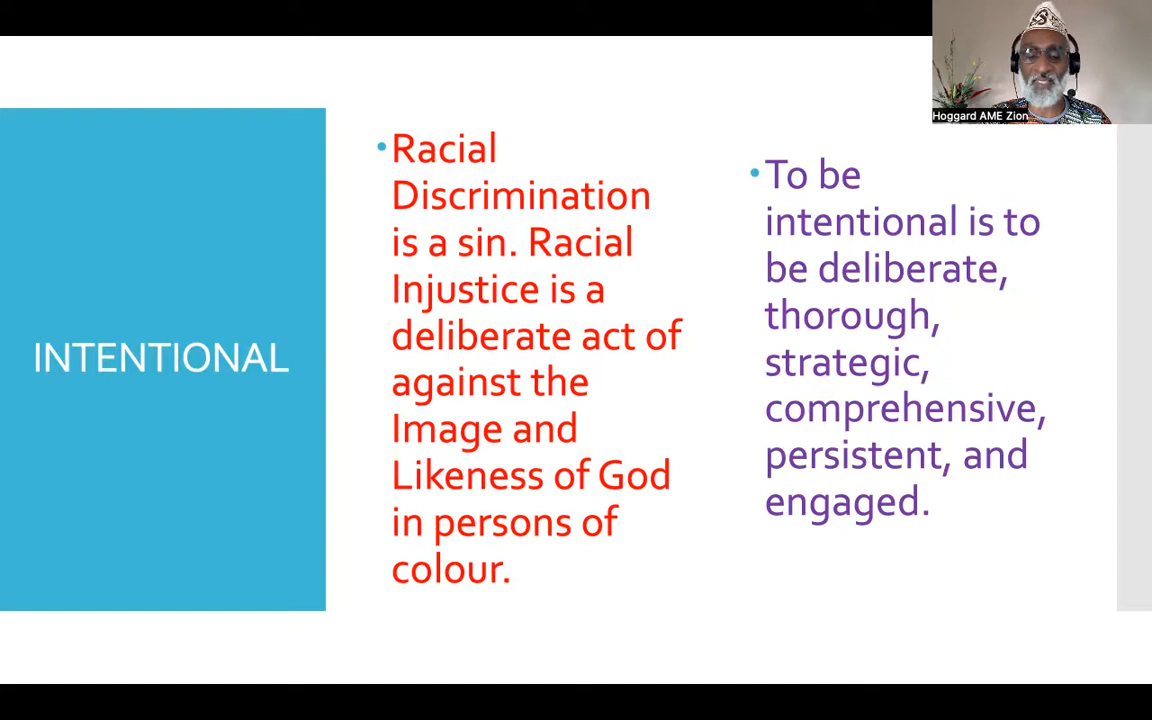 Hoggard AME Zion
INTENTIONAL
Racial
Discrimination
is a sin. Racial
Injustice is a
deliberate act of
against the
Image and
Likeness of God
in persons of
colour.
To be
intentional is to
be deliberate,
thorough,
strategic,
comprehensive,
persistent, and
engaged.